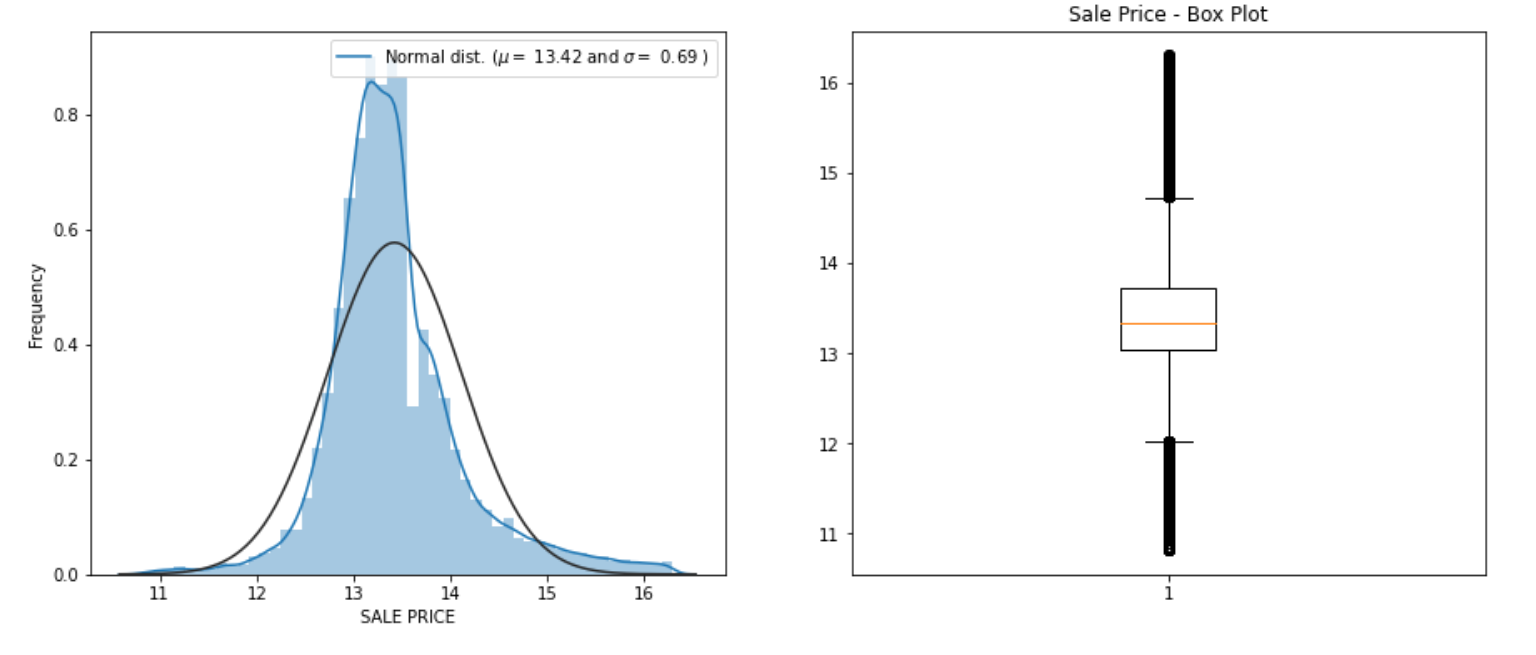 Normal dist. (μ = 13.42 and σ = 0.69 )
0.8
0.6
0.4
0.2
0.0
Frequency
11 12 13 14 15 16
SALE PRICE
Sale Price - Box Plot
16
15
14
13
12
11
1